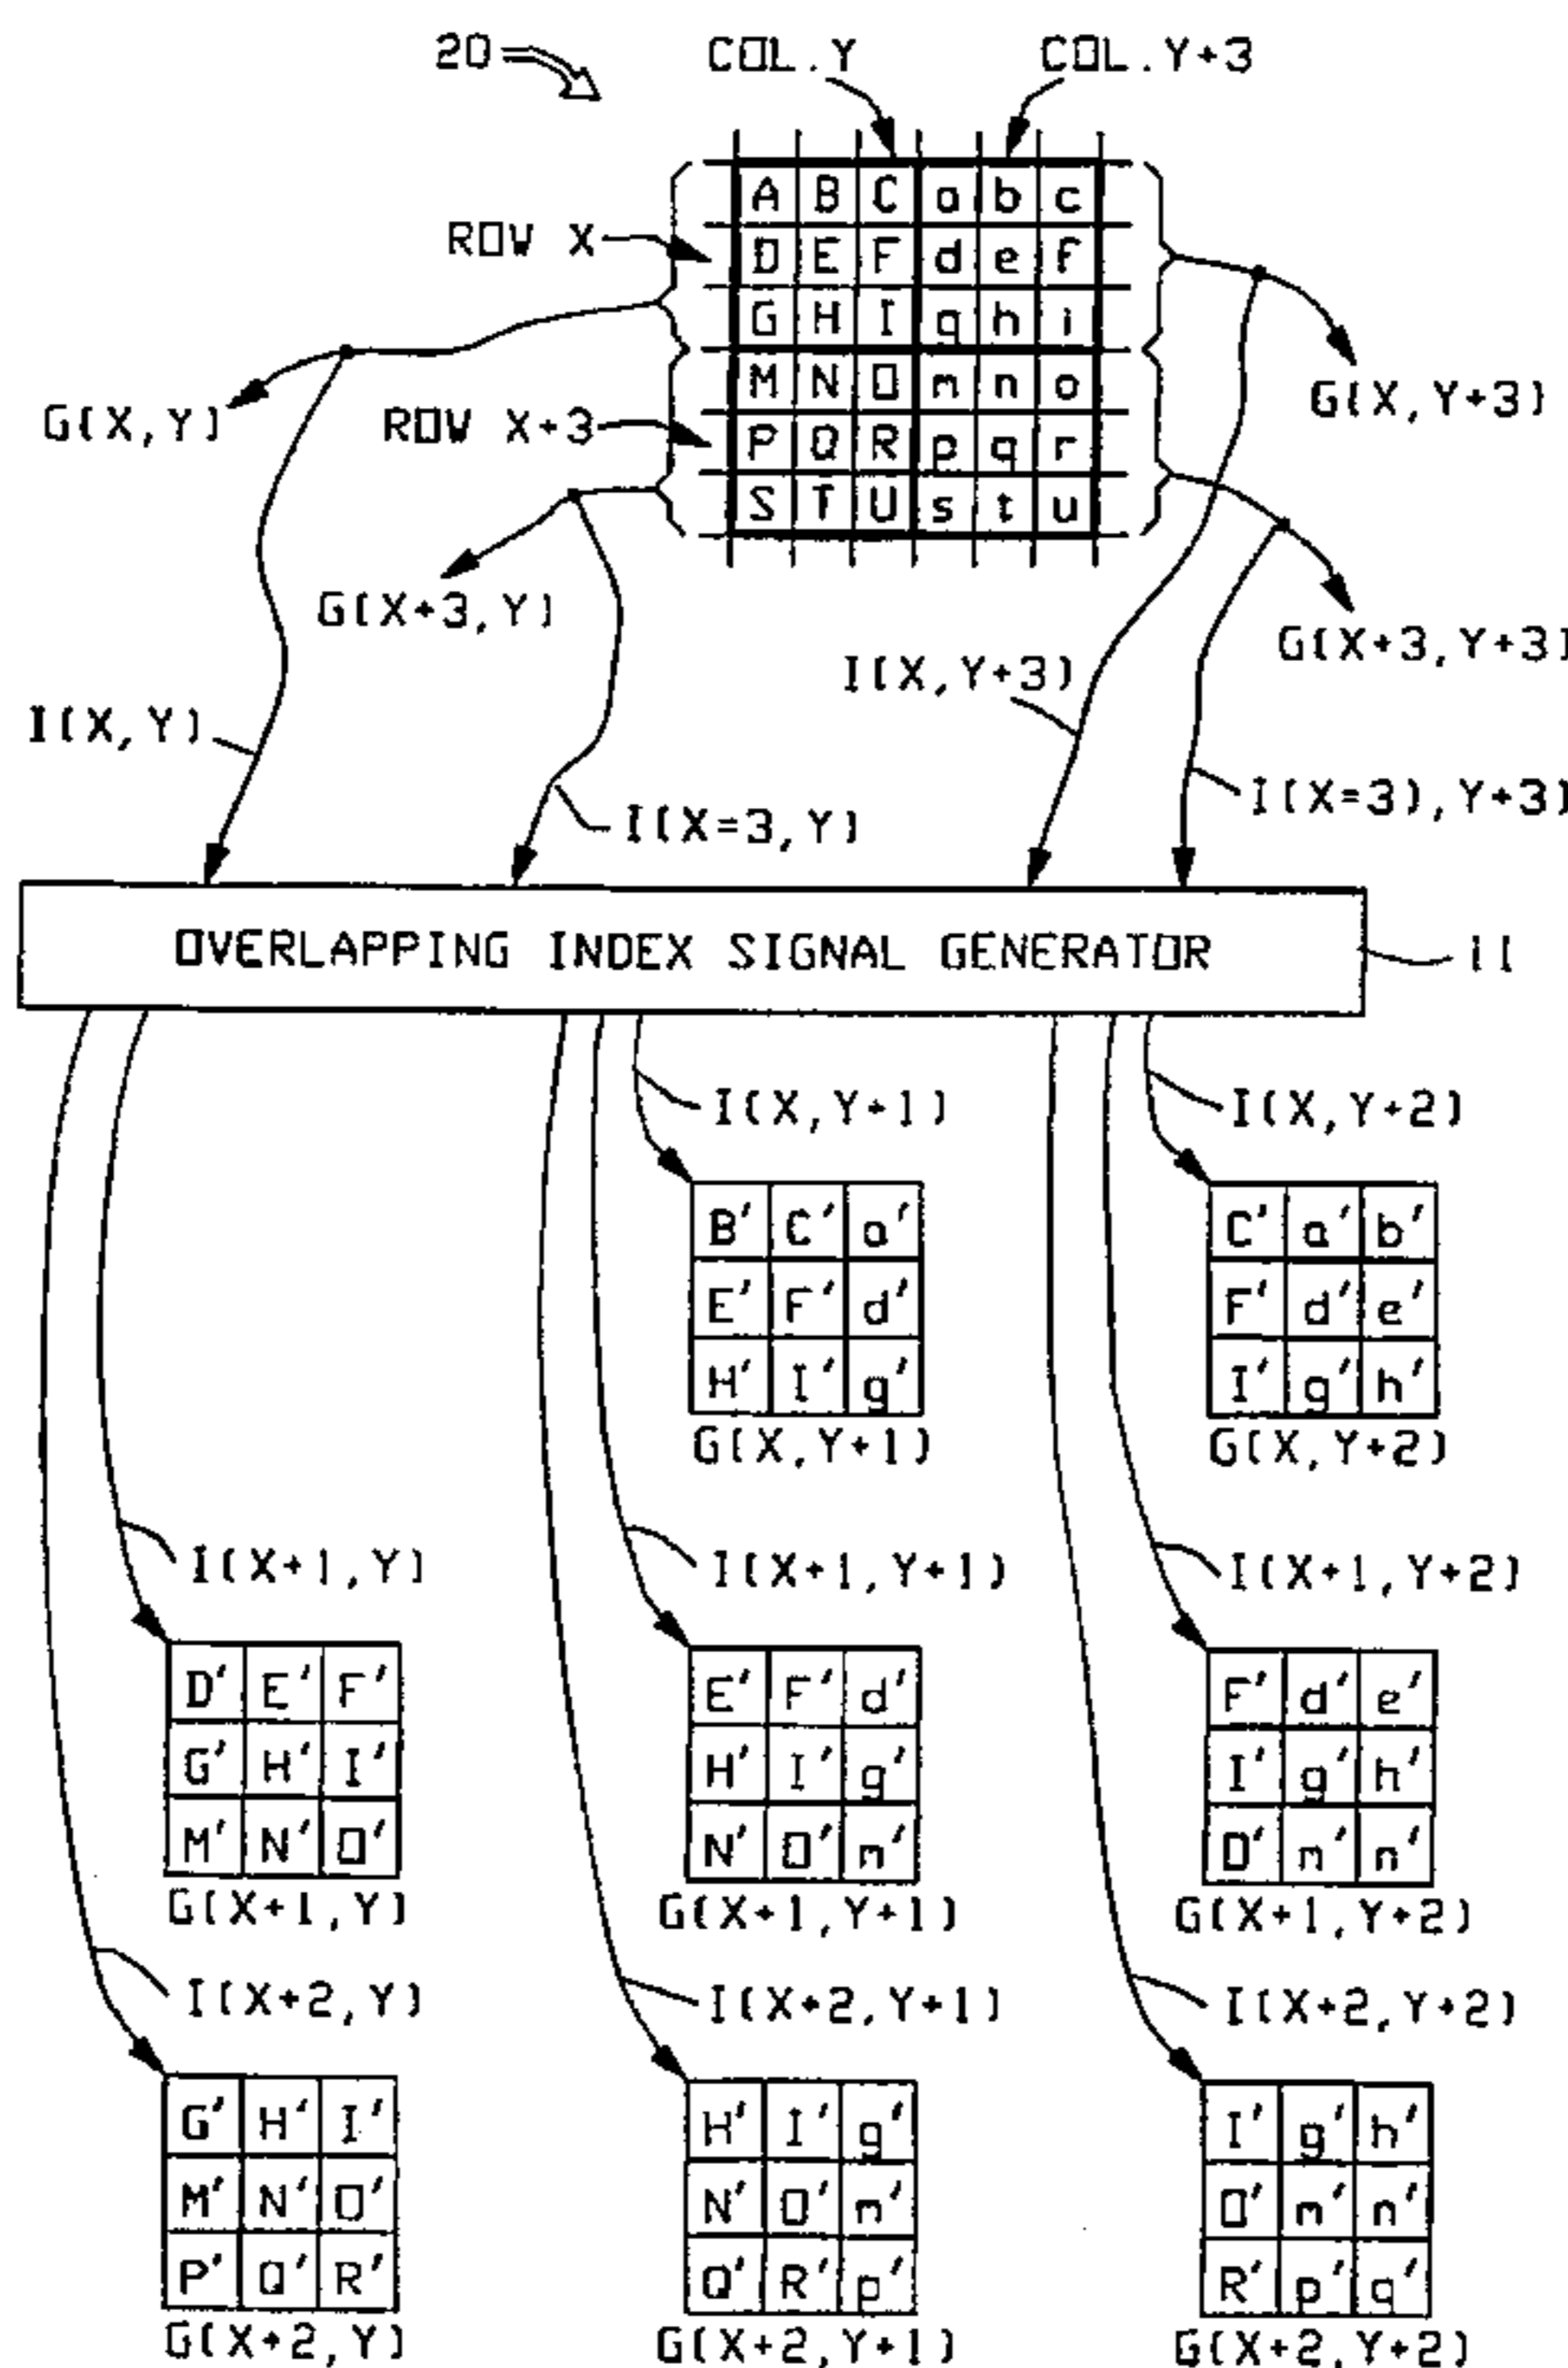 20 COL.Y COL.Y+3
A B C a b c
ROW X D E F d e f
G H I g h i
M N O m n o
G(X,Y) ROW X+3 P Q R p q r G(X,Y+3)
S T U s t u
G(X+3,Y) G(X+3,Y+3)
I(X,Y) I(X,Y+3)
I(X=3,Y) I(X=3),Y+3)
OVERLAPPING INDEX SIGNAL GENERATOR 11
I(X,Y+1) I(X,Y+2)
B' C' a' C' a' b'
E' F' d' F' d' e'
H' I' g' I' g' h'
G(X,Y+1) G(X,Y+2)
I(X+1,Y) I(X+1,Y+1) I(X+1,Y+2)
D' E' F' E' F' d' F' d' e'
G' H' I' H' I' g' I' g' h'
M' N' O' N' O' m' O' n' n'
G(X+1,Y) G(X+1,Y+1) G(X+1,Y+2)
I(X+2,Y) I(X+2,Y+1) I(X+2,Y+2)
G' H' I' H' I' g' I' g' h'
M' N' O' N' O' m' O' m' n'
P' Q' R' Q' R' p' R' p' q'
G(X+2,Y) G(X+2,Y+1) G(X+2,Y+2)